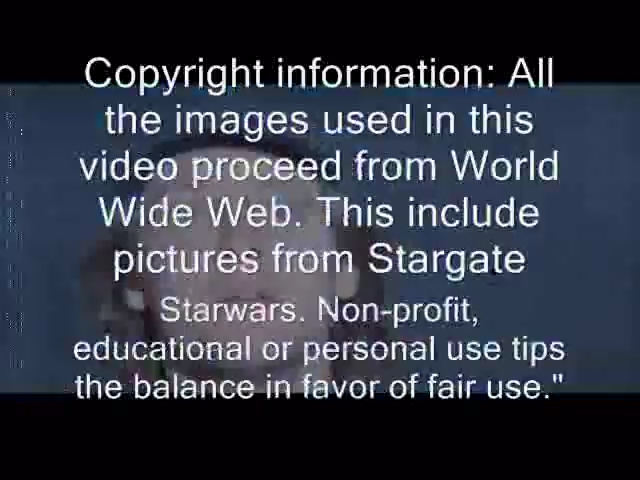 Copyright information: All
the images used in this
video proceed from World
Wide Web. This include
pictures from Stargate
Starwars. Non-profit,
educational or personal use tips
the balance in favor of fair use."